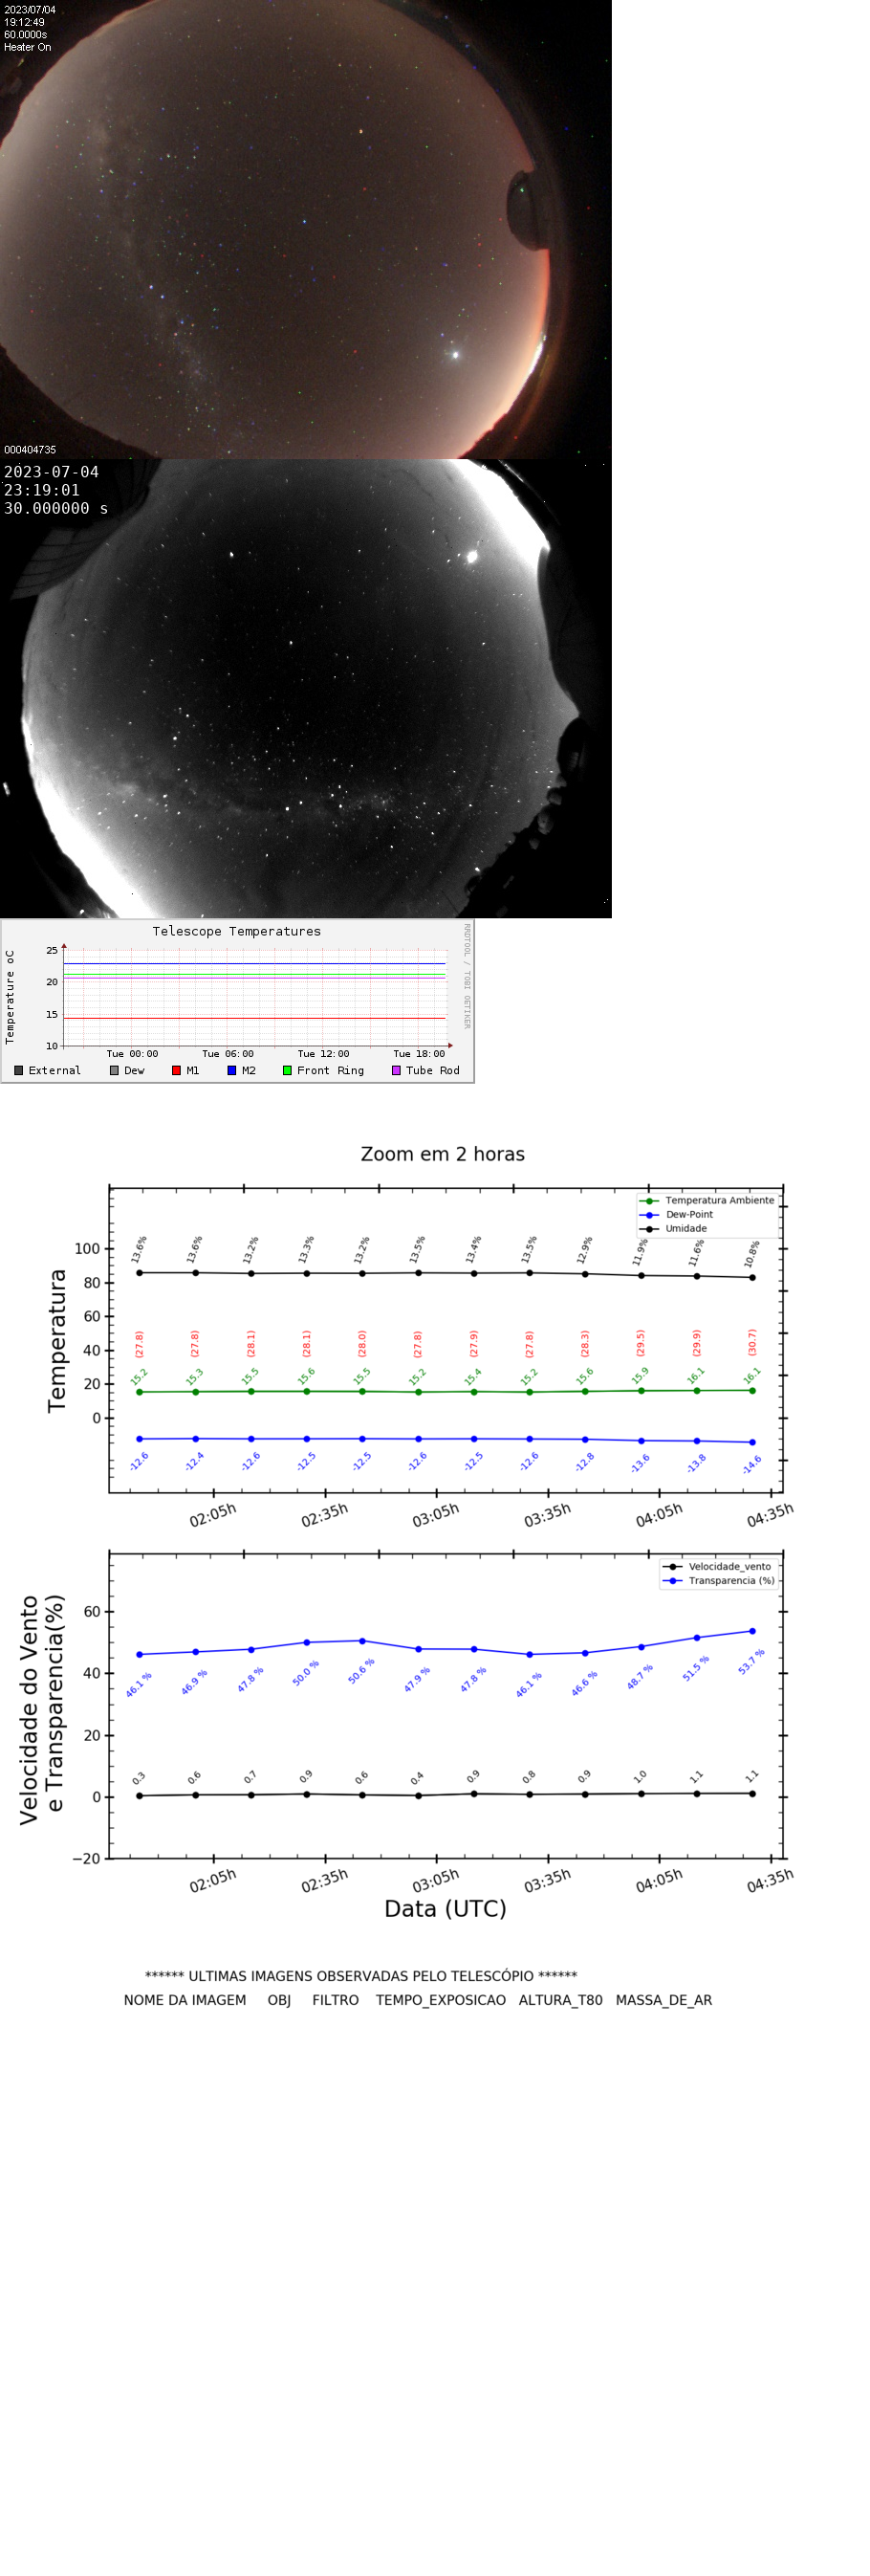 2023/07/04
19:12:49
60.0000s
Heater On
000404735
2023-07-04
23:19:01
30.000000 s
Telescope Temperatures
RRDTOOL / TOBI OETIKER
Temperature oC
25
20
15
10
Tue 00:00 Tue 06:00 Tue 12:00 Tue 18:00
External Dew M1 M2 Front Ring Tube Rod
Zoom em 2 horas
Temperatura Ambiente
Dew-Point
Umidade
Temperatura
100
80
60
40
20
0
13.6% 13.6% 13.2% 13.3% 13.2% 13.5% 13.4% 13.5% 12.9% 11.9% 11.6% 10.8%
(27.8) (27.8) (28.1) (28.1) (28.0) (27.8) (27.9) (27.8) (28.3) (29.5) (29.9) (30.7)
15.2 15.3 15.5 15.6 15.5 15.2 15.4 15.2 15.6 15.9 16.1 16.1
-12.6 -12.4 -12.6 -12.5 -12.5 -12.6 -12.5 -12.6 -12.8 -13.6 -13.8 -14.6
02:05h 02:35h 03:05h 03:35h 04:05h 04:35h
Velocidade_vento
Transparencia (%)
Velocidade do Vento
e Transparencia(%)
60
40
20
0
−20
46.1 % 46.9 % 47.8 % 50.0 % 50.6 % 47.9 % 47.8 % 46.1 % 46.6 % 48.7 % 51.5 % 53.7 %
0.3 0.6 0.7 0.9 0.6 0.4 0.9 0.8 0.9 1.0 1.1 1.1
02:05h 02:35h 03:05h 03:35h 04:05h 04:35h
Data (UTC)
****** ULTIMAS IMAGENS OBSERVADAS PELO TELESCÓPIO ******
NOME DA IMAGEM OBJ FILTRO TEMPO_EXPOSICAO ALTURA_T80 MASSA_DE_AR